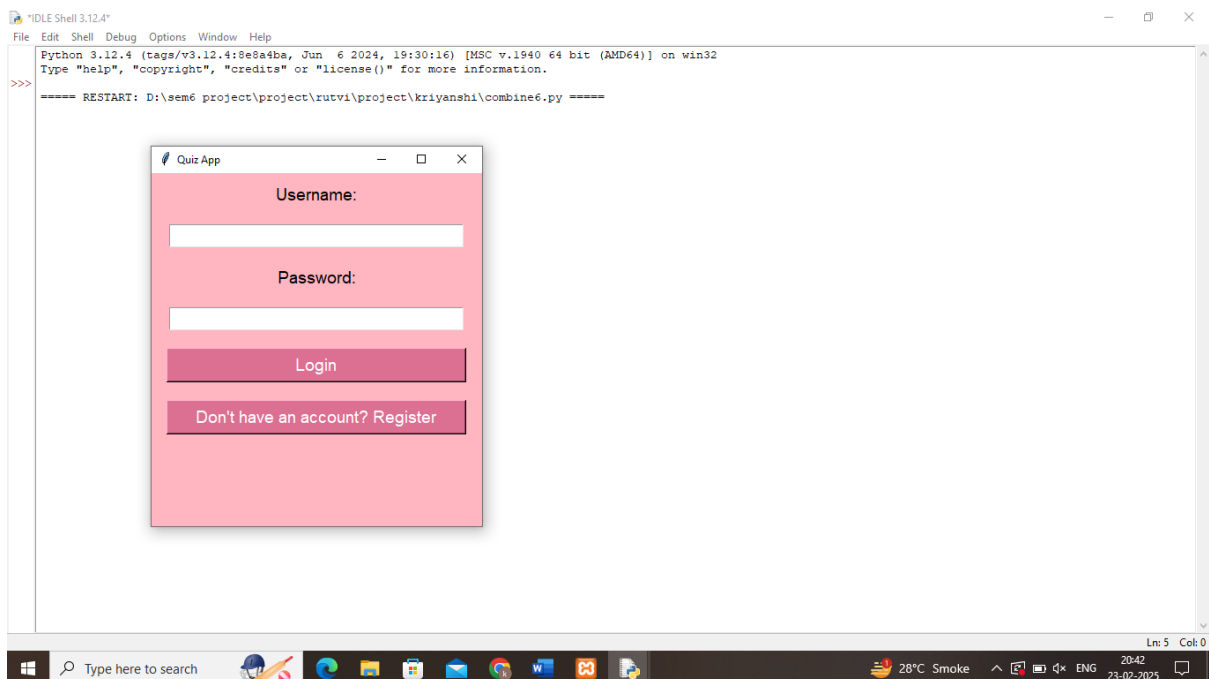 *IDLE Shell 3.12.4*
File Edit Shell Debug Options Window Help
Python 3.12.4 (tags/v3.12.4:8e8a4ba, Jun  6 2024, 19:30:16) [MSC v.1940 64 bit (AMD64)] on win32
Type "help", "copyright", "credits" or "license()" for more information.
>>>
===== RESTART: D:\sem6 project\project\rutvi\project\kriyanshi\combine6.py =====
Quiz App
Username:
Password:
Login
Don't have an account? Register
Ln: 5 Col: 0
Type here to search
W
1
28°C Smoke
ENG
20:42
23-02-2025